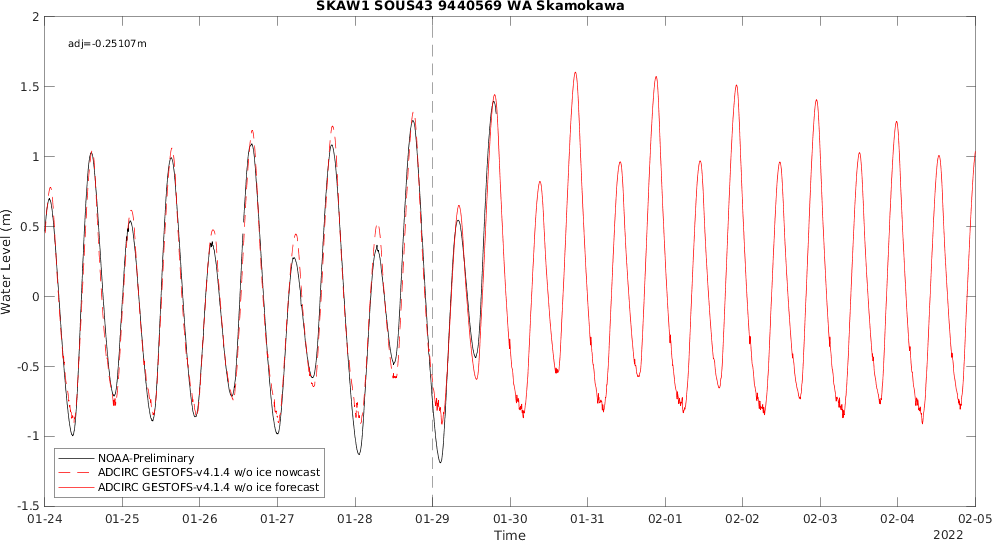 SKAW1 SOUS43 9440569 WA Skamokawa
adj=-0.25107m
2
1.5
1
0.5
0
-0.5
-1
-1.5
Water Level (m)
NOAA-Preliminary
ADCIRC GESTOFS-v4.1.4 w/o ice nowcast
ADCIRC GESTOFS-v4.1.4 w/o ice forecast
01-24 01-25 01-26 01-27 01-28 01-29 01-30 01-31 02-01 02-02 02-03 02-04 02-05
Time
2022